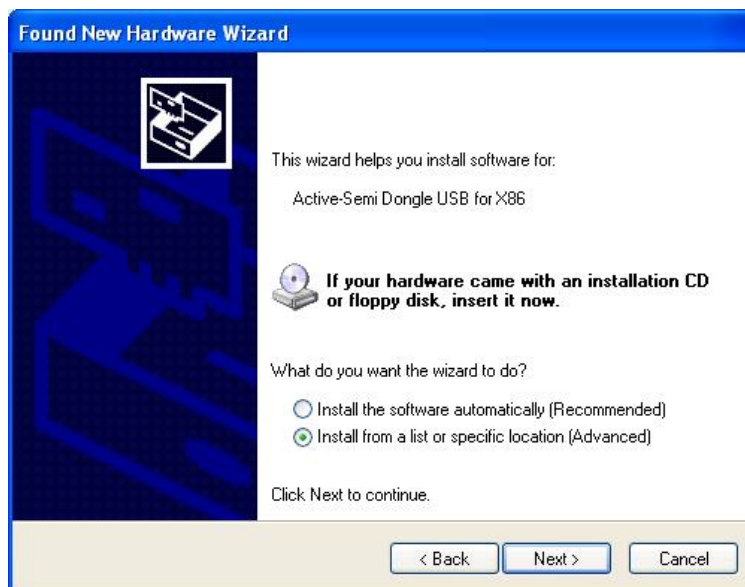 Found New Hardware Wizard
This wizard helps you install software for:
Active-Semi Dongle USB for X86
If your hardware came with an installation CD
or floppy disk, insert it now.
What do you want the wizard to do?
Install the software automatically (Recommended)
Install from a list or specific location (Advanced)
Click Next to continue.
< Back
Next >
Cancel